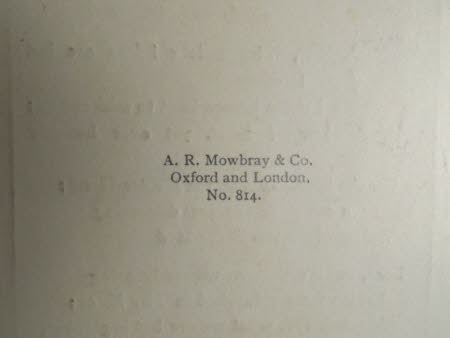 A. R. Mowbray & Co.
Oxford and London.
No. 814.